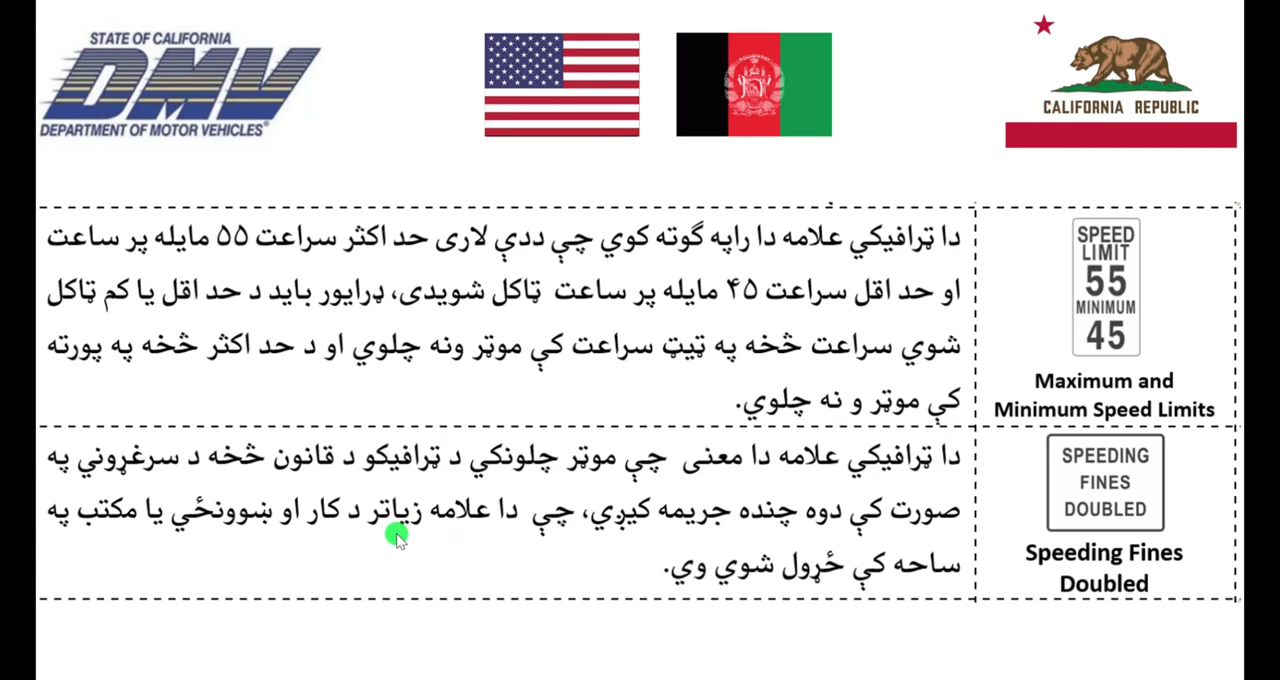 STATE OF CALIFORNIA
DMV
DEPARTMENT OF MOTOR VEHICLES®
CALIFORNIA REPUBLIC
دا ټرافيکي علامه دا راپه گوته کوي چې ددې لارى حد اکثر سراعت ۵۵ مايله پر ساعت
او حد اقل سراعت ۴۵ مايله پر ساعت ټاکل شويدى، ډرايور بايد د حد اقل يا کم ټاکل
شوي سراعت څخه په ټيټ سراعت کې موټر ونه چلوي او د حد اکثر څخه په پورته
کې موټر و نه چلوي.
SPEED
LIMIT
55
MINIMUM
45
Maximum and
Minimum Speed Limits
دا ټرافيکي علامه دا معنى چې موټر چلونکي د ټرافيکو د قانون څخه د سرغړوني په
صورت کې دوه چنده جريمه کيږي، چې دا علامه زياتر د کار او ښوونځي يا مکتب په
ساحه کې ځړول شوي وي.
SPEEDING
FINES
DOUBLED
Speeding Fines
Doubled